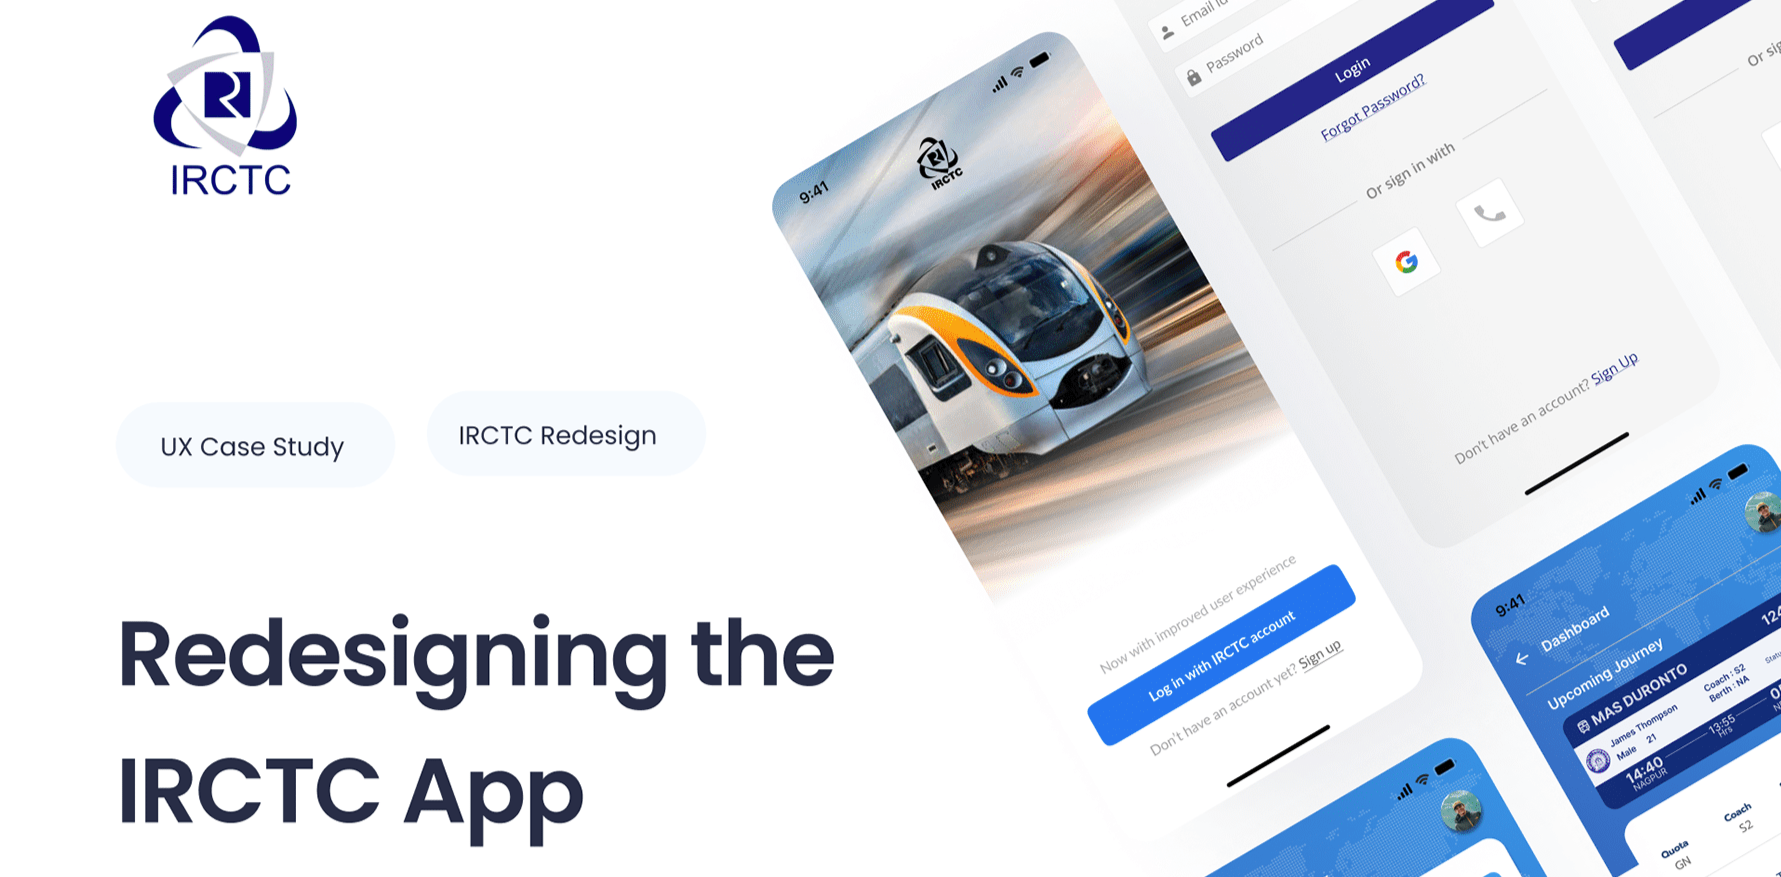 IRCTC
UX Case Study
IRCTC Redesign
Redesigning the
IRCTC App
9:41
IRCTC
Now with improved user experience
Log in with IRCTC account
Don't have an account yet? Sign up
Email
Password
Login
Forgot Password?
Or sign in with
Don't have an account? Sign Up
9:41
Dashboard
Upcoming Journey
MAS DURONTO
James Thompson
Male 21
Coach : S2
Berth : NA
14:40
NAGPUR
13:55
Hrs
Quota
GN
Coach
S2